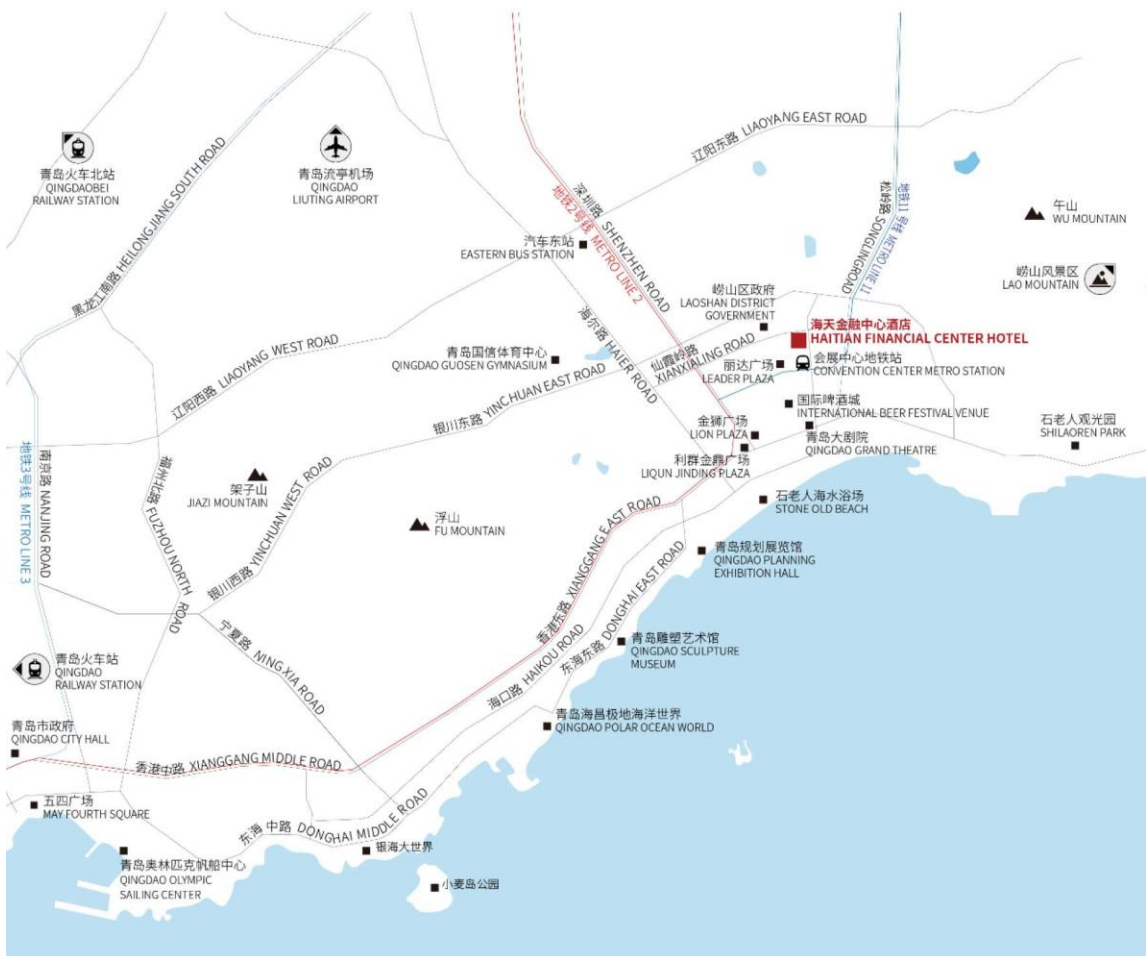 辽阳东路 LIAOYANG EAST ROAD
青岛火车北站
QINGDAOBEI
RAILWAY STATION
青岛流亭机场
QINGDAO
LIUTING AIRPORT
黑龙江南路 HEILONGJIANG SOUTH ROAD
深圳路 SHENZHEN ROAD
地铁2号线 METRO LINE 2
松岭路 SONGLINGROAD
地铁11 号线 METRO LINE 11
午山
WU MOUNTAIN
汽车东站
EASTERN BUS STATION
崂山风景区
LAO MOUNTAIN
崂山区政府
LAOSHAN DISTRICT
GOVERNMENT
海天金融中心酒店
HAITIAN FINANCIAL CENTER HOTEL
海尔路 HAIER ROAD
辽阳西路 LIAOYANG WEST ROAD
青岛国信体育中心
QINGDAO GUOSEN GYMNASIUM
仙霞岭路
XIANXIALING ROAD
丽达广场
LEADER PLAZA
会展中心地铁站
CONVENTION CENTER METRO STATION
银川东路 YINCHUAN EAST ROAD
国际啤酒城
INTERNATIONAL BEER FESTIVAL VENUE
金狮广场
LION PLAZA
青岛大剧院
QINGDAO GRAND THEATRE
石老人观光园
SHILAOREN PARK
利群金鼎广场
LIQUN JINDING PLAZA
南京路 NANJING ROAD
地铁3号线 METRO LINE 3
福州北路 FUZHOU NORTH ROAD
架子山
JIAZI MOUNTAIN
银川西路 YINCHUAN WEST ROAD
浮山
FU MOUNTAIN
石老人海水浴场
STONE OLD BEACH
香港东路 XIANGGANG EAST ROAD
青岛规划展览馆
QINGDAO PLANNING
EXHIBITION HALL
东海东路 DONGHAI EAST ROAD
海口路 HAIKOU ROAD
宁夏路 NING XIA ROAD
青岛雕塑艺术馆
QINGDAO SCULPTURE
MUSEUM
青岛火车站
QINGDAO
RAILWAY STATION
青岛市政府
QINGDAO CITY HALL
青岛海昌极地海洋世界
QINGDAO POLAR OCEAN WORLD
香港中路 XIANGGANG MIDDLE ROAD
五四广场
MAY FOURTH SQUARE
东海 中路 DONGHAI MIDDLE ROAD
银海大世界
青岛奥林匹克帆船中心
QINGDAO OLYMPIC
SAILING CENTER
小麦岛公园